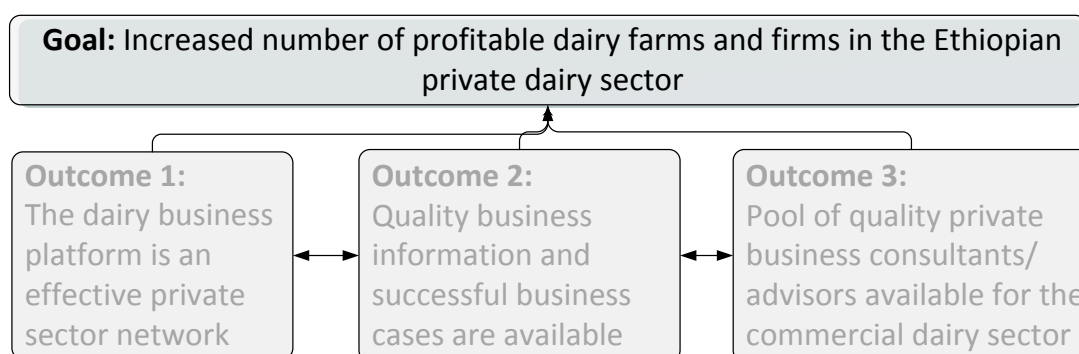 Goal: Increased number of profitable dairy farms and firms in the Ethiopian
private dairy sector
Outcome 1:
The dairy business
platform is an
effective private
sector network
Outcome 2:
Quality business
information and
successful business
cases are available
Outcome 3:
Pool of quality private
business consultants/
advisors available for the
commercial dairy sector